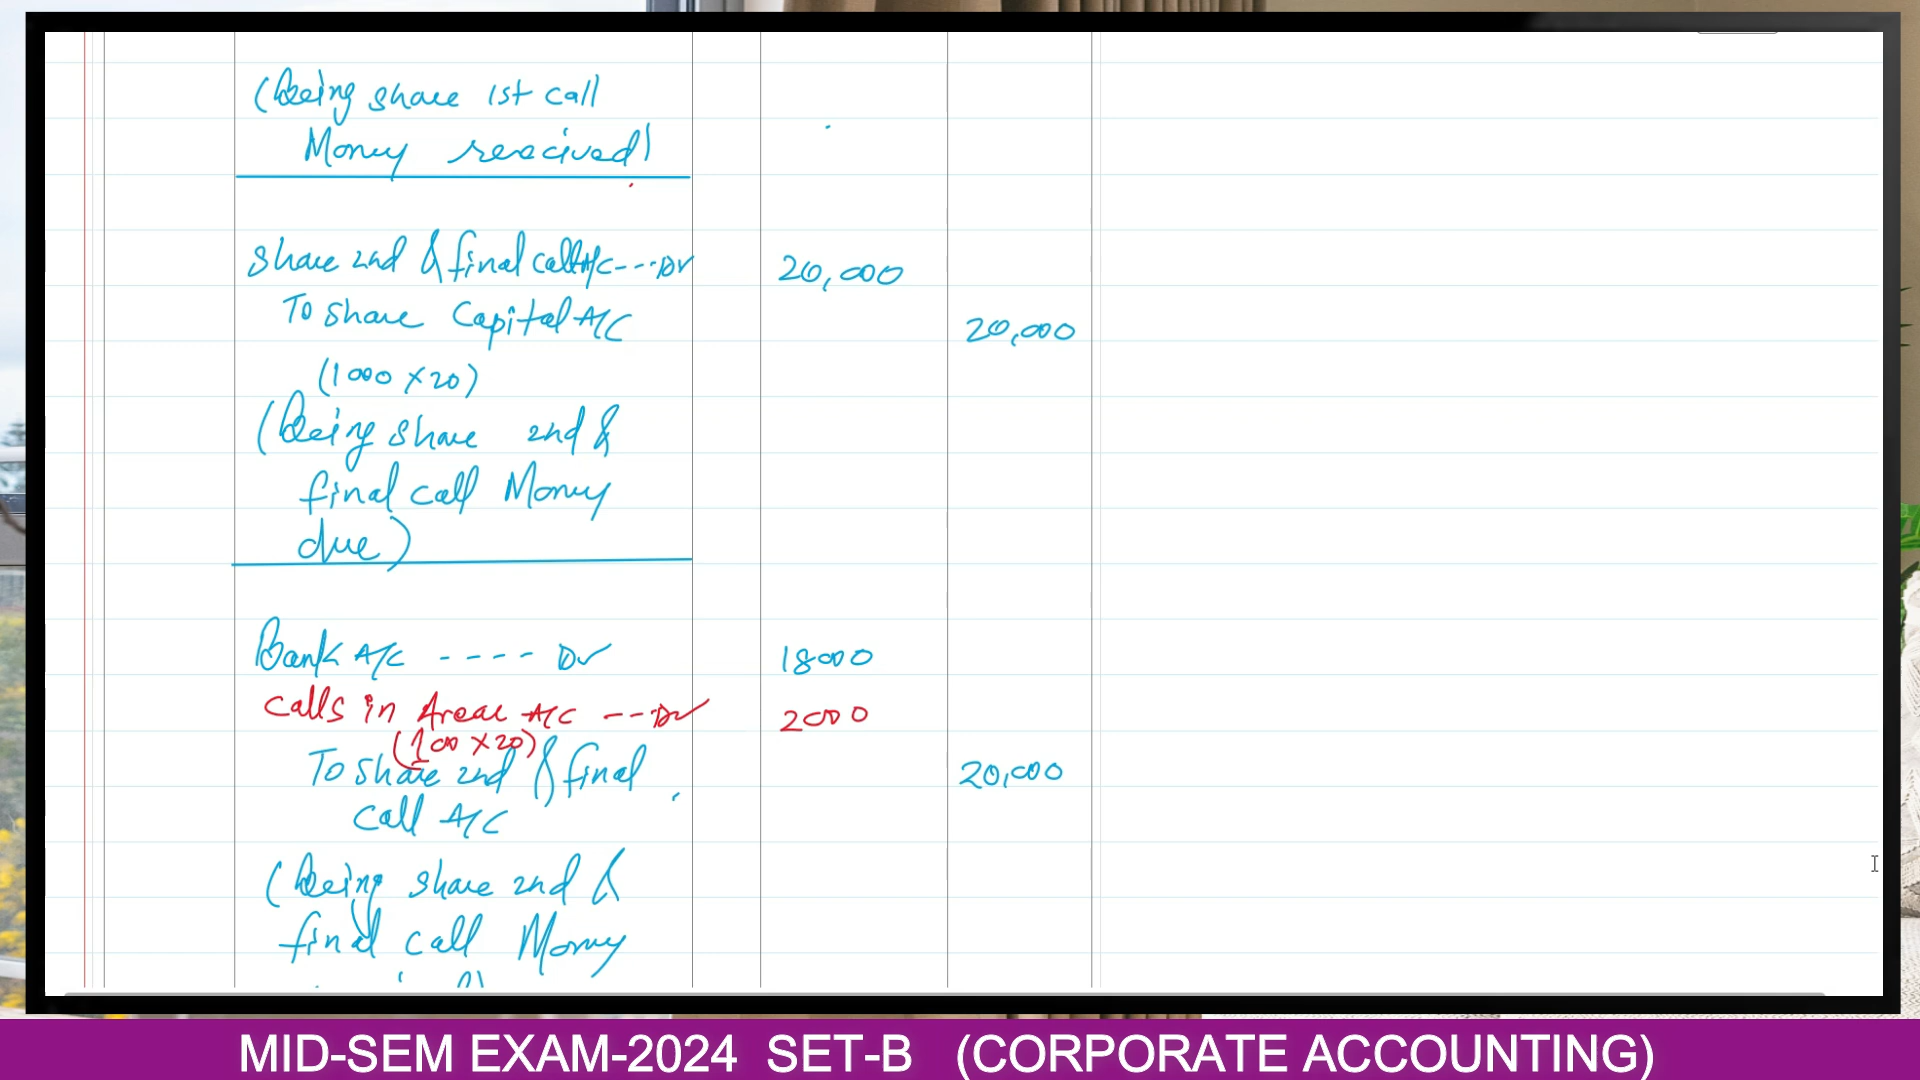 (Being share 1st call
Money received)
Share 2nd & final call A/C ---Dr 20,000
To Share Capital A/C 20,000
(1000 × 20)
(Being share 2nd &
final call Money
due)
Bank A/C ---- Dr 18000
Calls in Arear A/C ---Dr 2000
(100 × 20)
To Share 2nd & final 20,000
call A/C
(being share 2nd &
final call Money
MID-SEM EXAM-2024 SET-B (CORPORATE ACCOUNTING)